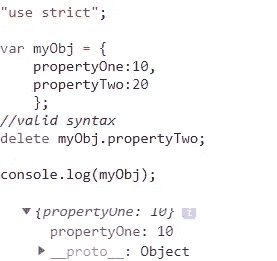 "use strict";
var myObj = {
propertyOne:10,
propertyTwo:20
};
//valid syntax
delete myObj.propertyTwo;
console.log(myObj);
▼{propertyOne: 10} i
propertyOne: 10
▶__proto__: Object